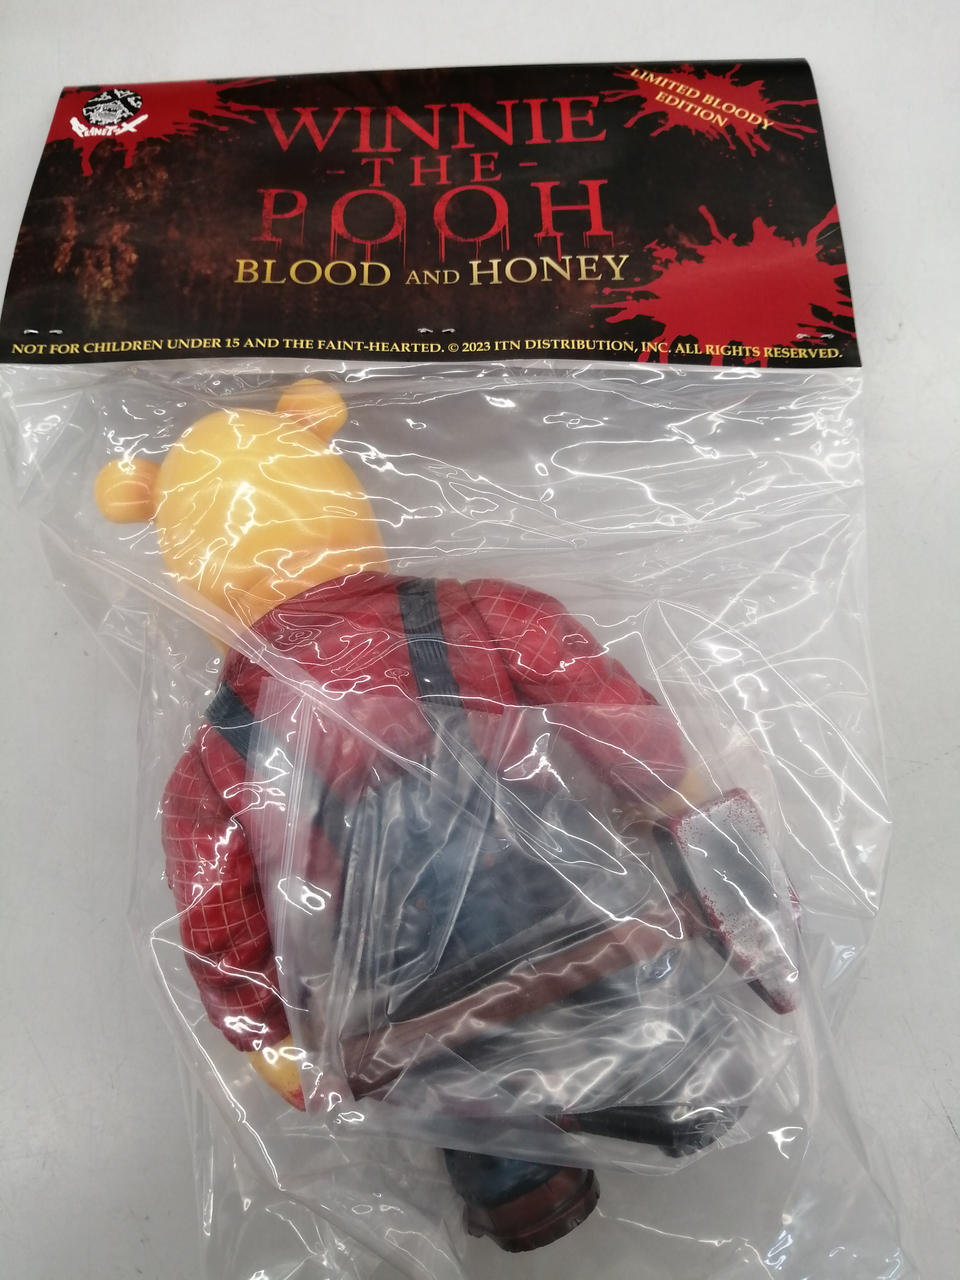 PLANET-X
LIMITED BLOODY
EDITION
WINNIE
-THE-
POOH
BLOOD AND HONEY
NOT FOR CHILDREN UNDER 15 AND THE FAINT-HEARTED. © 2023 ITN DISTRIBUTION, INC. ALL RIGHTS RESERVED.